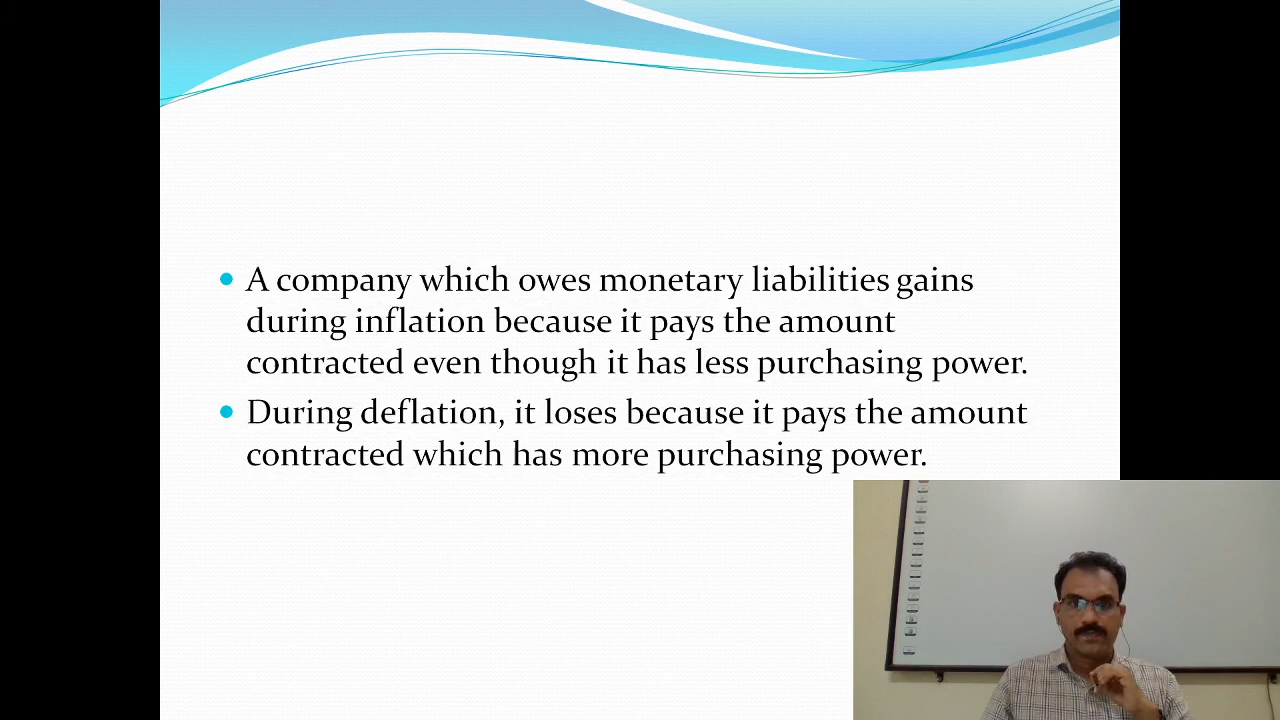 A company which owes monetary liabilities gains
during inflation because it pays the amount
contracted even though it has less purchasing power.
During deflation, it loses because it pays the amount
contracted which has more purchasing power.